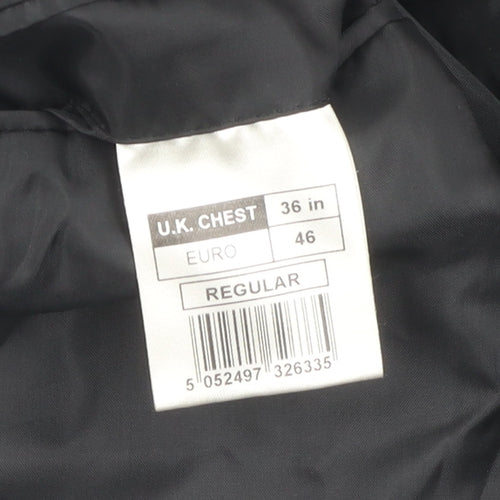 U.K. CHEST 36 in
EURO 46
REGULAR
5 052497 326335